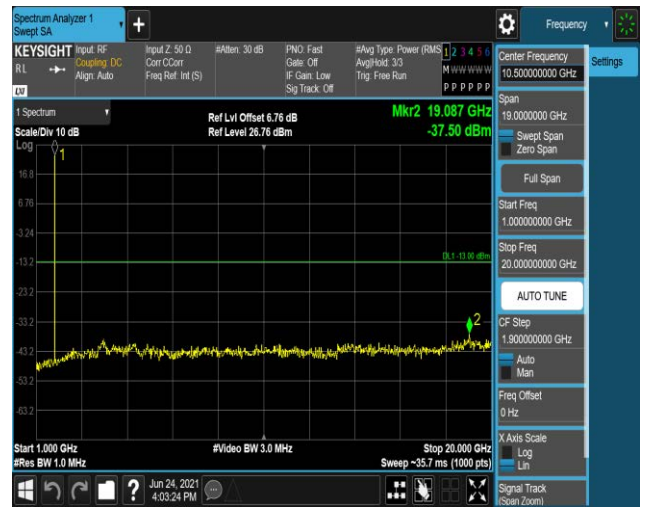 Spectrum Analyzer 1
Swept SA
+
Frequency
KEYSIGHT
RL
LXI
Input: RF
Coupling: DC
Align: Auto
Input Z: 50 Ω
Corr CCorr
Freq Ref: Int (S)
#Atten: 30 dB
PNO: Fast
Gate: Off
IF Gain: Low
Sig Track: Off
#Avg Type: Power (RMS
Avg|Hold: 3/3
Trig: Free Run
1 2 3 4 5 6
M W W W W W
P P P P P P
1 Spectrum
Scale/Div 10 dB
Ref Lvl Offset 6.76 dB
Ref Level 26.76 dBm
Mkr2 19.087 GHz
-37.50 dBm
Log
1
16.8
6.76
-3.24
-13.2
DL1 -13.00 dBm
-23.2
2
-33.2
-43.2
-53.2
-63.2
Start 1.000 GHz
#Res BW 1.0 MHz
#Video BW 3.0 MHz
Stop 20.000 GHz
Sweep ~35.7 ms (1000 pts)
?
Jun 24, 2021
4:03:24 PM
Center Frequency
10.500000000 GHz
Settings
Span
19.0000000 GHz
Swept Span
Zero Span
Full Span
Start Freq
1.000000000 GHz
Stop Freq
20.000000000 GHz
AUTO TUNE
CF Step
1.900000000 GHz
Auto
Man
Freq Offset
0 Hz
X Axis Scale
Log
Lin
Signal Track
(Span Zoom)